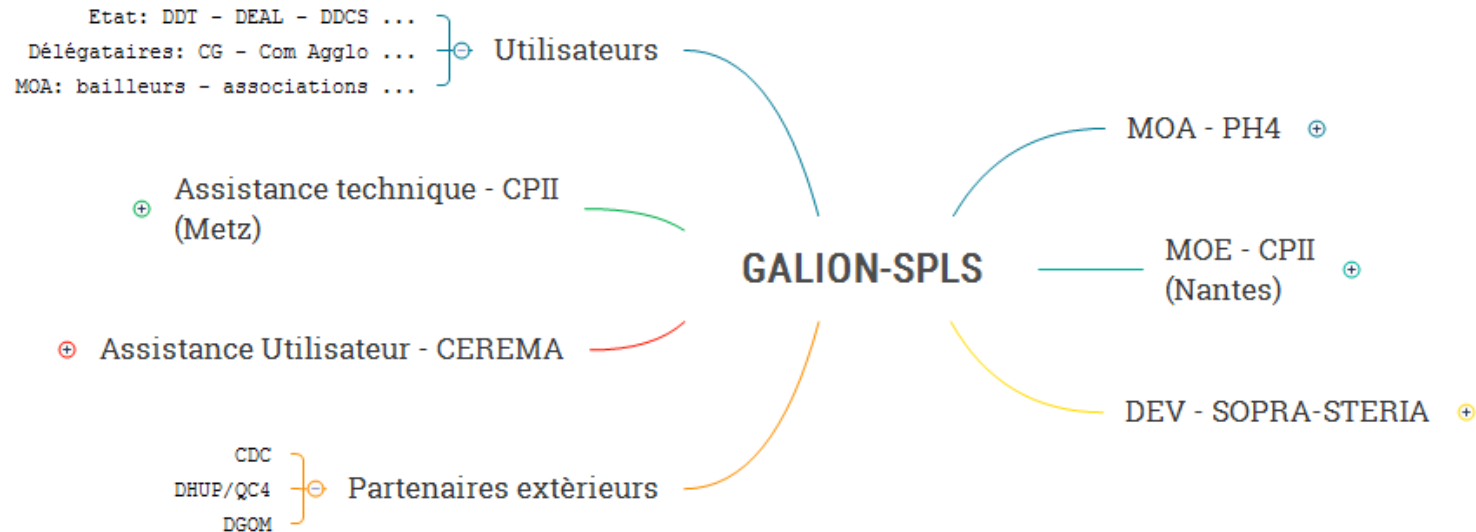 Etat: DDT - DEAL - DDCS ...
Délégataires: CG - Com Agglo ...
MOA: bailleurs - associations ...
Utilisateurs
Assistance technique - CPII
(Metz)
Assistance Utilisateur - CEREMA
CDC
DHUP/QC4
DGOM
Partenaires extèrieurs
GALION-SPLS
MOA - PH4
MOE - CPII
(Nantes)
DEV - SOPRA-STERIA